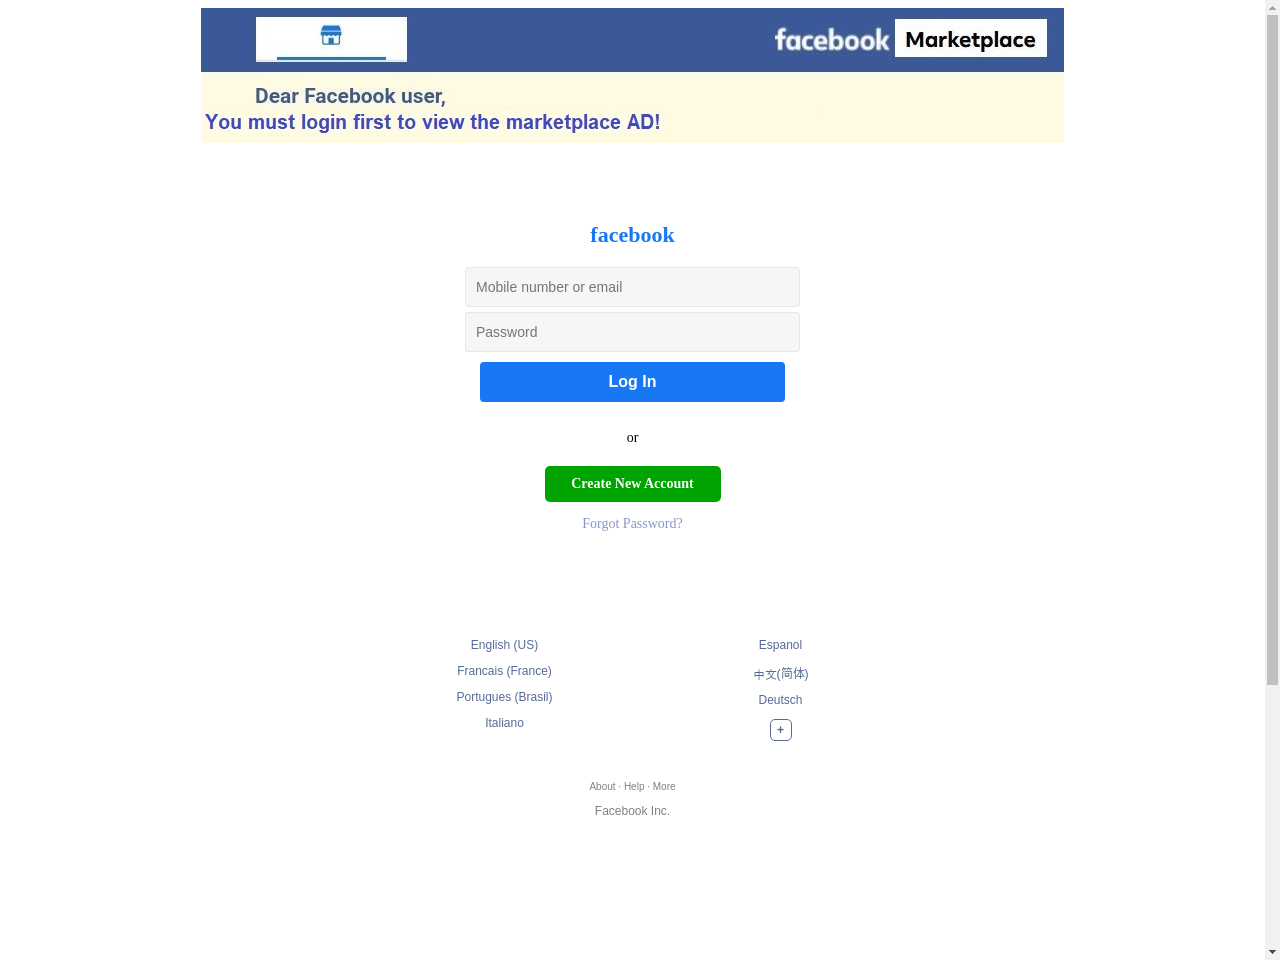 facebook Marketplace
Dear Facebook user,
You must login first to view the marketplace AD!
facebook
Mobile number or email
Password
Log In
or
Create New Account
Forgot Password?
English (US)
Espanol
Francais (France)
中文(简体)
Portugues (Brasil)
Deutsch
Italiano
+
About · Help · More
Facebook Inc.